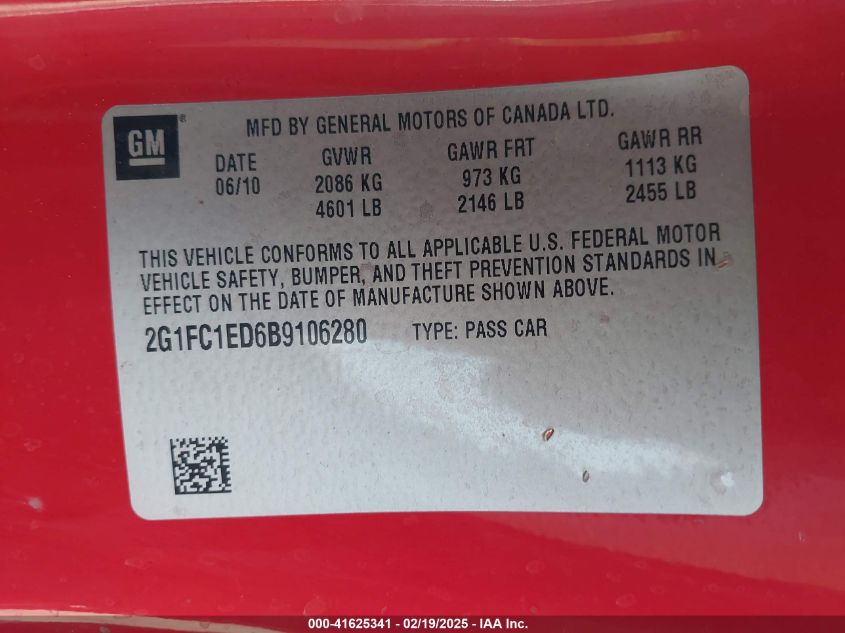 GM ®
MFD BY GENERAL MOTORS OF CANADA LTD.
DATE GVWR GAWR FRT GAWR RR
06/10 2086 KG 973 KG 1113 KG
4601 LB 2146 LB 2455 LB
THIS VEHICLE CONFORMS TO ALL APPLICABLE U.S. FEDERAL MOTOR
VEHICLE SAFETY, BUMPER, AND THEFT PREVENTION STANDARDS IN
EFFECT ON THE DATE OF MANUFACTURE SHOWN ABOVE.
2G1FC1ED6B9106280 TYPE: PASS CAR
000-41625341 - 02/19/2025 - IAA Inc.